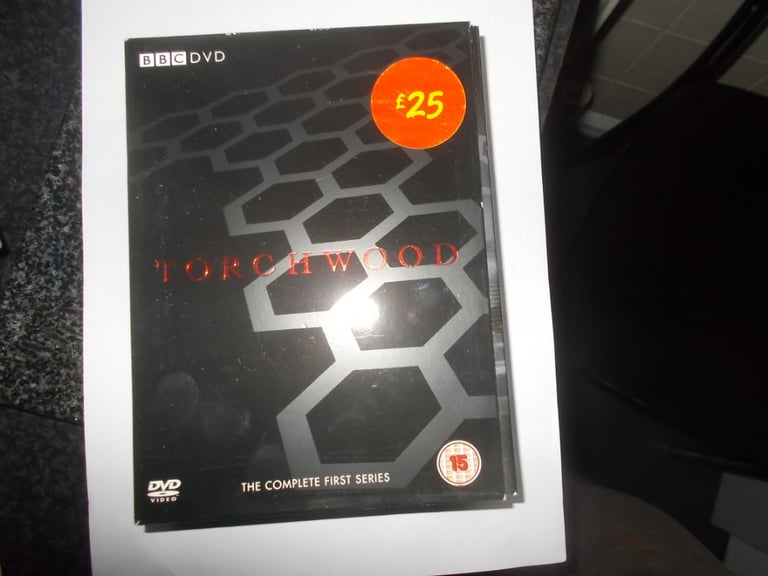 BBC DVD
£25
TORCHWOOD
15
DVD
VIDEO
THE COMPLETE FIRST SERIES